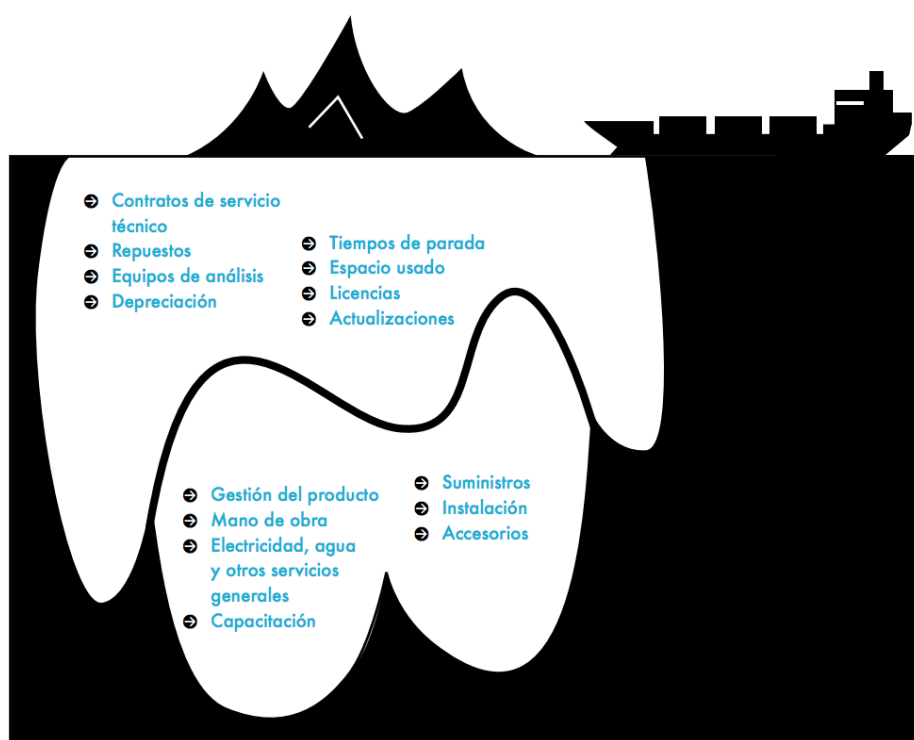 Contratos de servicio
técnico
Repuestos
Equipos de análisis
Depreciación
Tiempos de parada
Espacio usado
Licencias
Actualizaciones
Gestión del producto
Mano de obra
Electricidad, agua
y otros servicios
generales
Capacitación
Suministros
Instalación
Accesorios